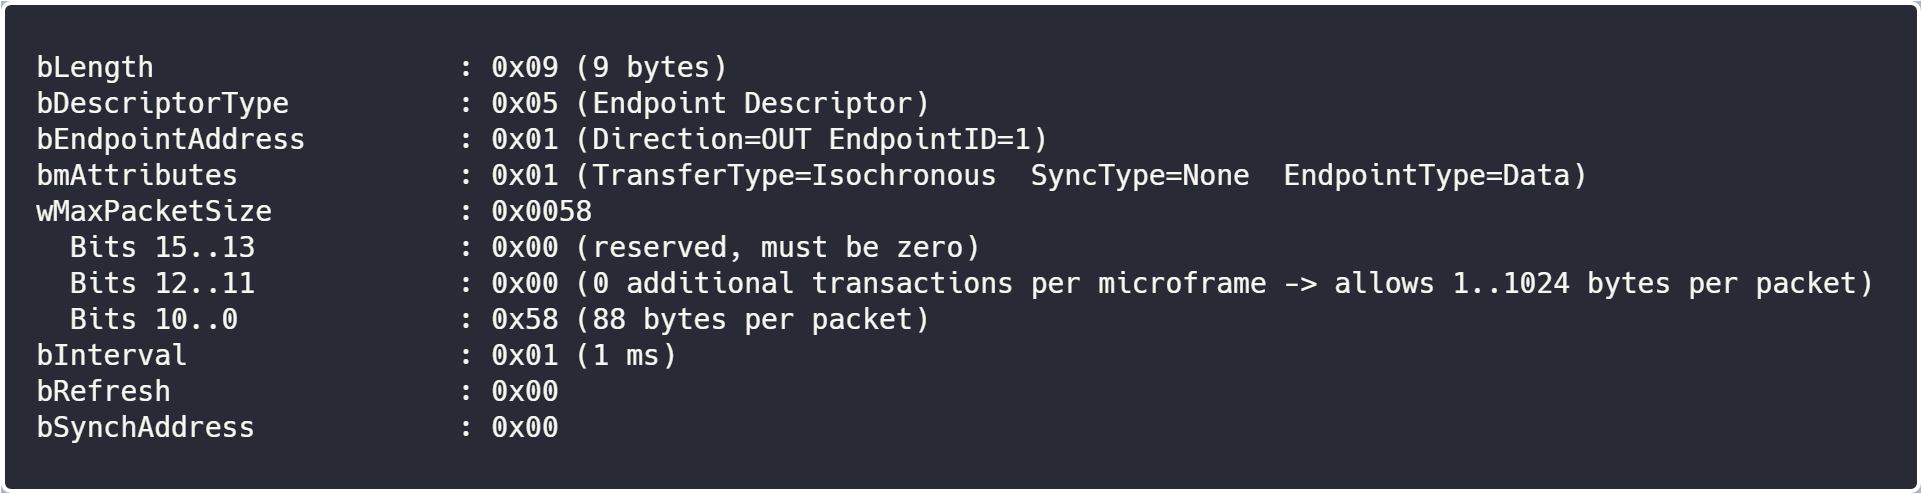 bLength                  : 0x09 (9 bytes)
bDescriptorType          : 0x05 (Endpoint Descriptor)
bEndpointAddress         : 0x01 (Direction=OUT EndpointID=1)
bmAttributes             : 0x01 (TransferType=Isochronous  SyncType=None  EndpointType=Data)
wMaxPacketSize           : 0x0058
  Bits 15..13            : 0x00 (reserved, must be zero)
  Bits 12..11            : 0x00 (0 additional transactions per microframe -> allows 1..1024 bytes per packet)
  Bits 10..0             : 0x58 (88 bytes per packet)
bInterval                : 0x01 (1 ms)
bRefresh                 : 0x00
bSynchAddress            : 0x00